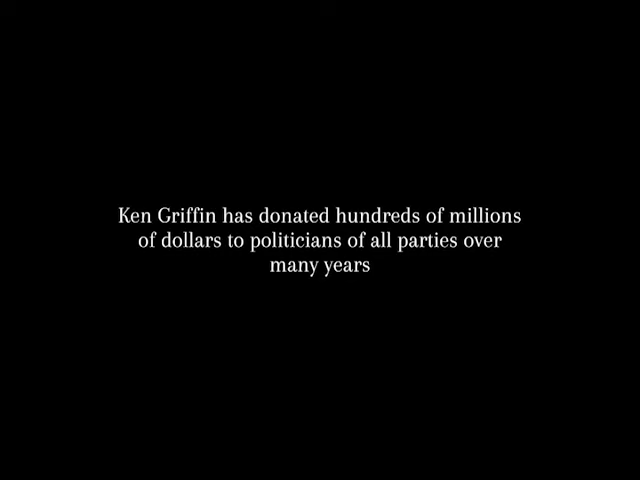 Ken Griffin has donated hundreds of millions
of dollars to politicians of all parties over
many years